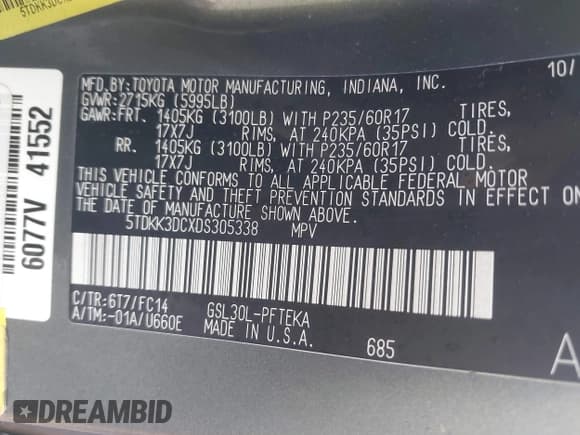 5TDKK3DC
MFD.BY:TOYOTA MOTOR MANUFACTURING, INDIANA, INC. 10/
GVWR:2715KG (5995LB)
GAWR:FRT. 1405KG (3100LB) WITH P235/60R17 TIRES,
17X7J RIMS, AT 240KPA (35PSI) COLD.
RR. 1405KG (3100LB) WITH P235/60R17 TIRES,
17X7J RIMS, AT 240KPA (35PSI) COLD.
THIS VEHICLE CONFORMS TO ALL APPLICABLE FEDERAL MOTOR
VEHICLE SAFETY AND THEFT PREVENTION STANDARDS IN EFFECT ON
THE DATE OF MANUFACTURE SHOWN ABOVE.
5TDKK3DCXDS305338 MPV
C/TR:6T7/FC14 GSL30L-PFTEKA
A/TM:-01A/U660E MADE IN U.S.A.
685
A
6077V 41552
DREAMBID